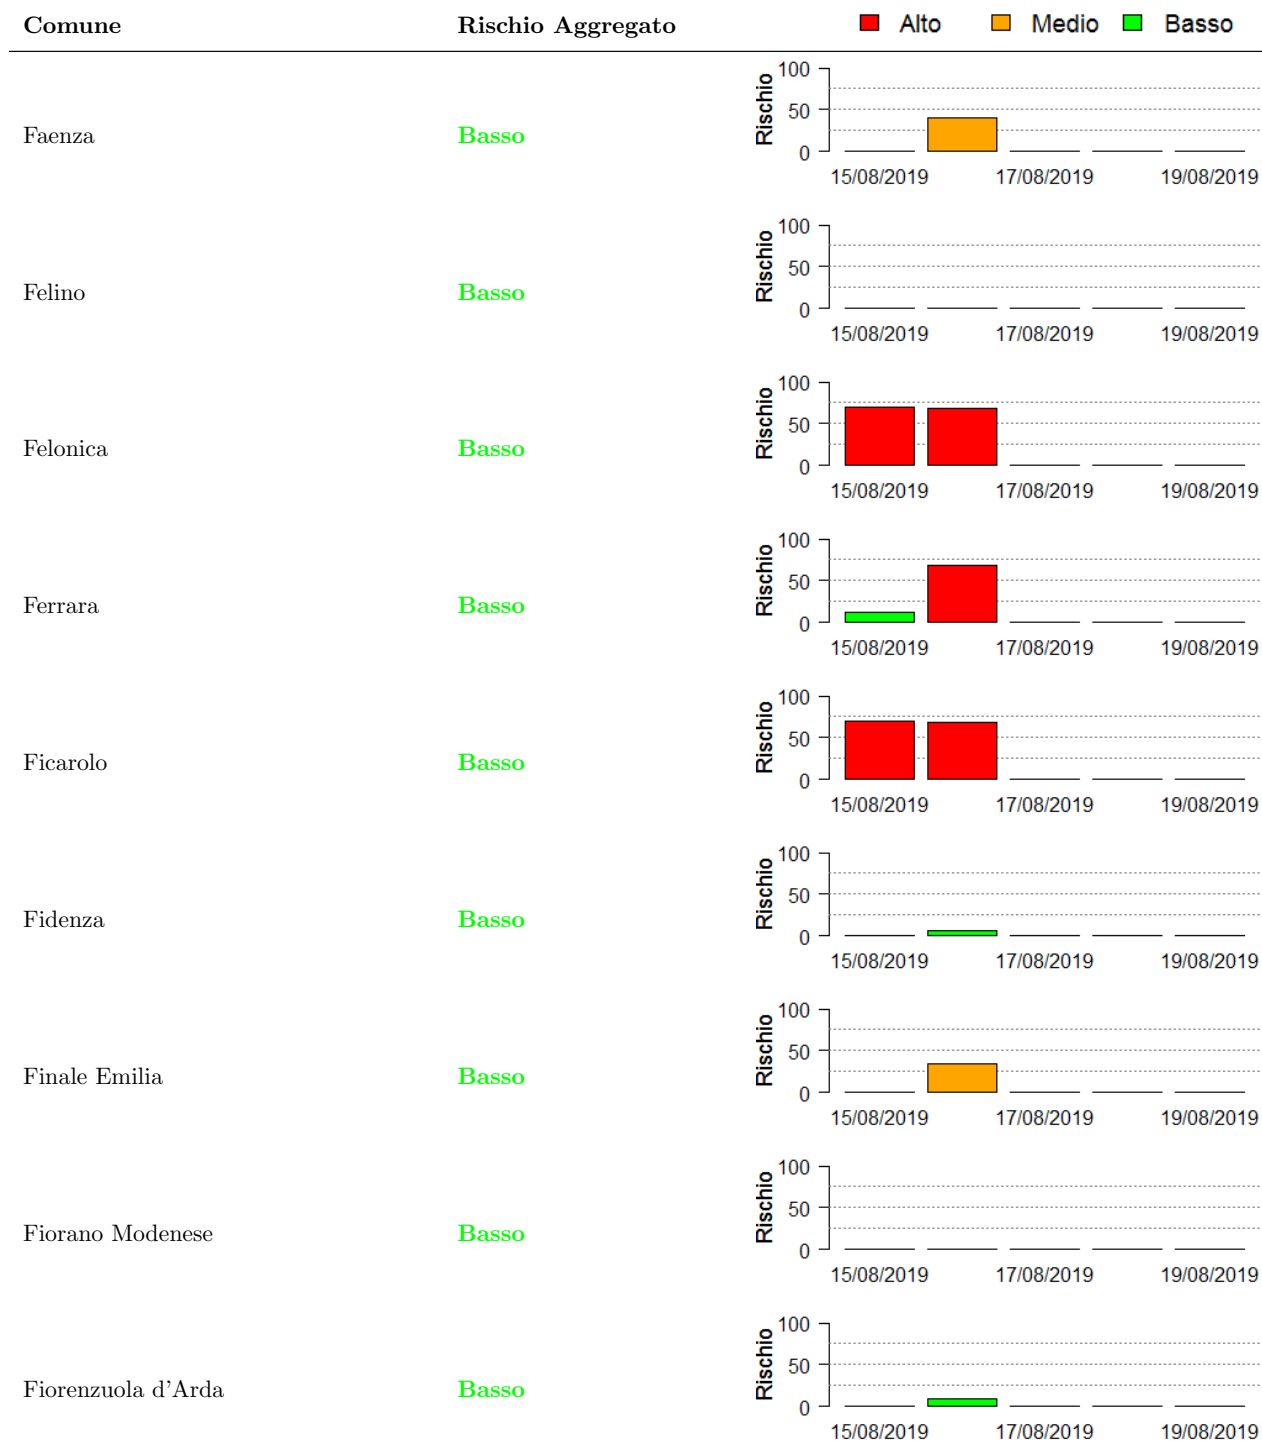 Comune Rischio Aggregato Alto Medio Basso
Faenza Basso
Rischio
100
50
0
15/08/2019 17/08/2019 19/08/2019
Felino Basso
Rischio
100
50
0
15/08/2019 17/08/2019 19/08/2019
Felonica Basso
Rischio
100
50
0
15/08/2019 17/08/2019 19/08/2019
Ferrara Basso
Rischio
100
50
0
15/08/2019 17/08/2019 19/08/2019
Ficarolo Basso
Rischio
100
50
0
15/08/2019 17/08/2019 19/08/2019
Fidenza Basso
Rischio
100
50
0
15/08/2019 17/08/2019 19/08/2019
Finale Emilia Basso
Rischio
100
50
0
15/08/2019 17/08/2019 19/08/2019
Fiorano Modenese Basso
Rischio
100
50
0
15/08/2019 17/08/2019 19/08/2019
Fiorenzuola d'Arda Basso
Rischio
100
50
0
15/08/2019 17/08/2019 19/08/2019